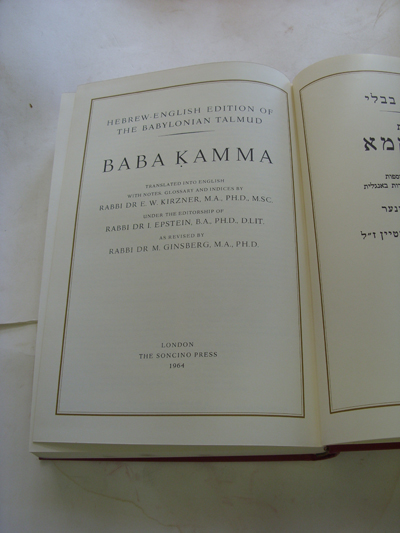 HEBREW-ENGLISH EDITION OF
THE BABYLONIAN TALMUD
BABA ḲAMMA
TRANSLATED INTO ENGLISH
WITH NOTES, GLOSSARY AND INDICES BY
RABBI DR E. W. KIRZNER, M.A., PH.D., M.SC.
UNDER THE EDITORSHIP OF
RABBI DR I. EPSTEIN, B.A., PH.D., D.LIT.
AS REVISED BY
RABBI DR M. GINSBERG, M.A., PH.D.
LONDON
THE SONCINO PRESS
1964
בבלי
מא
באנגלית
ז״ל